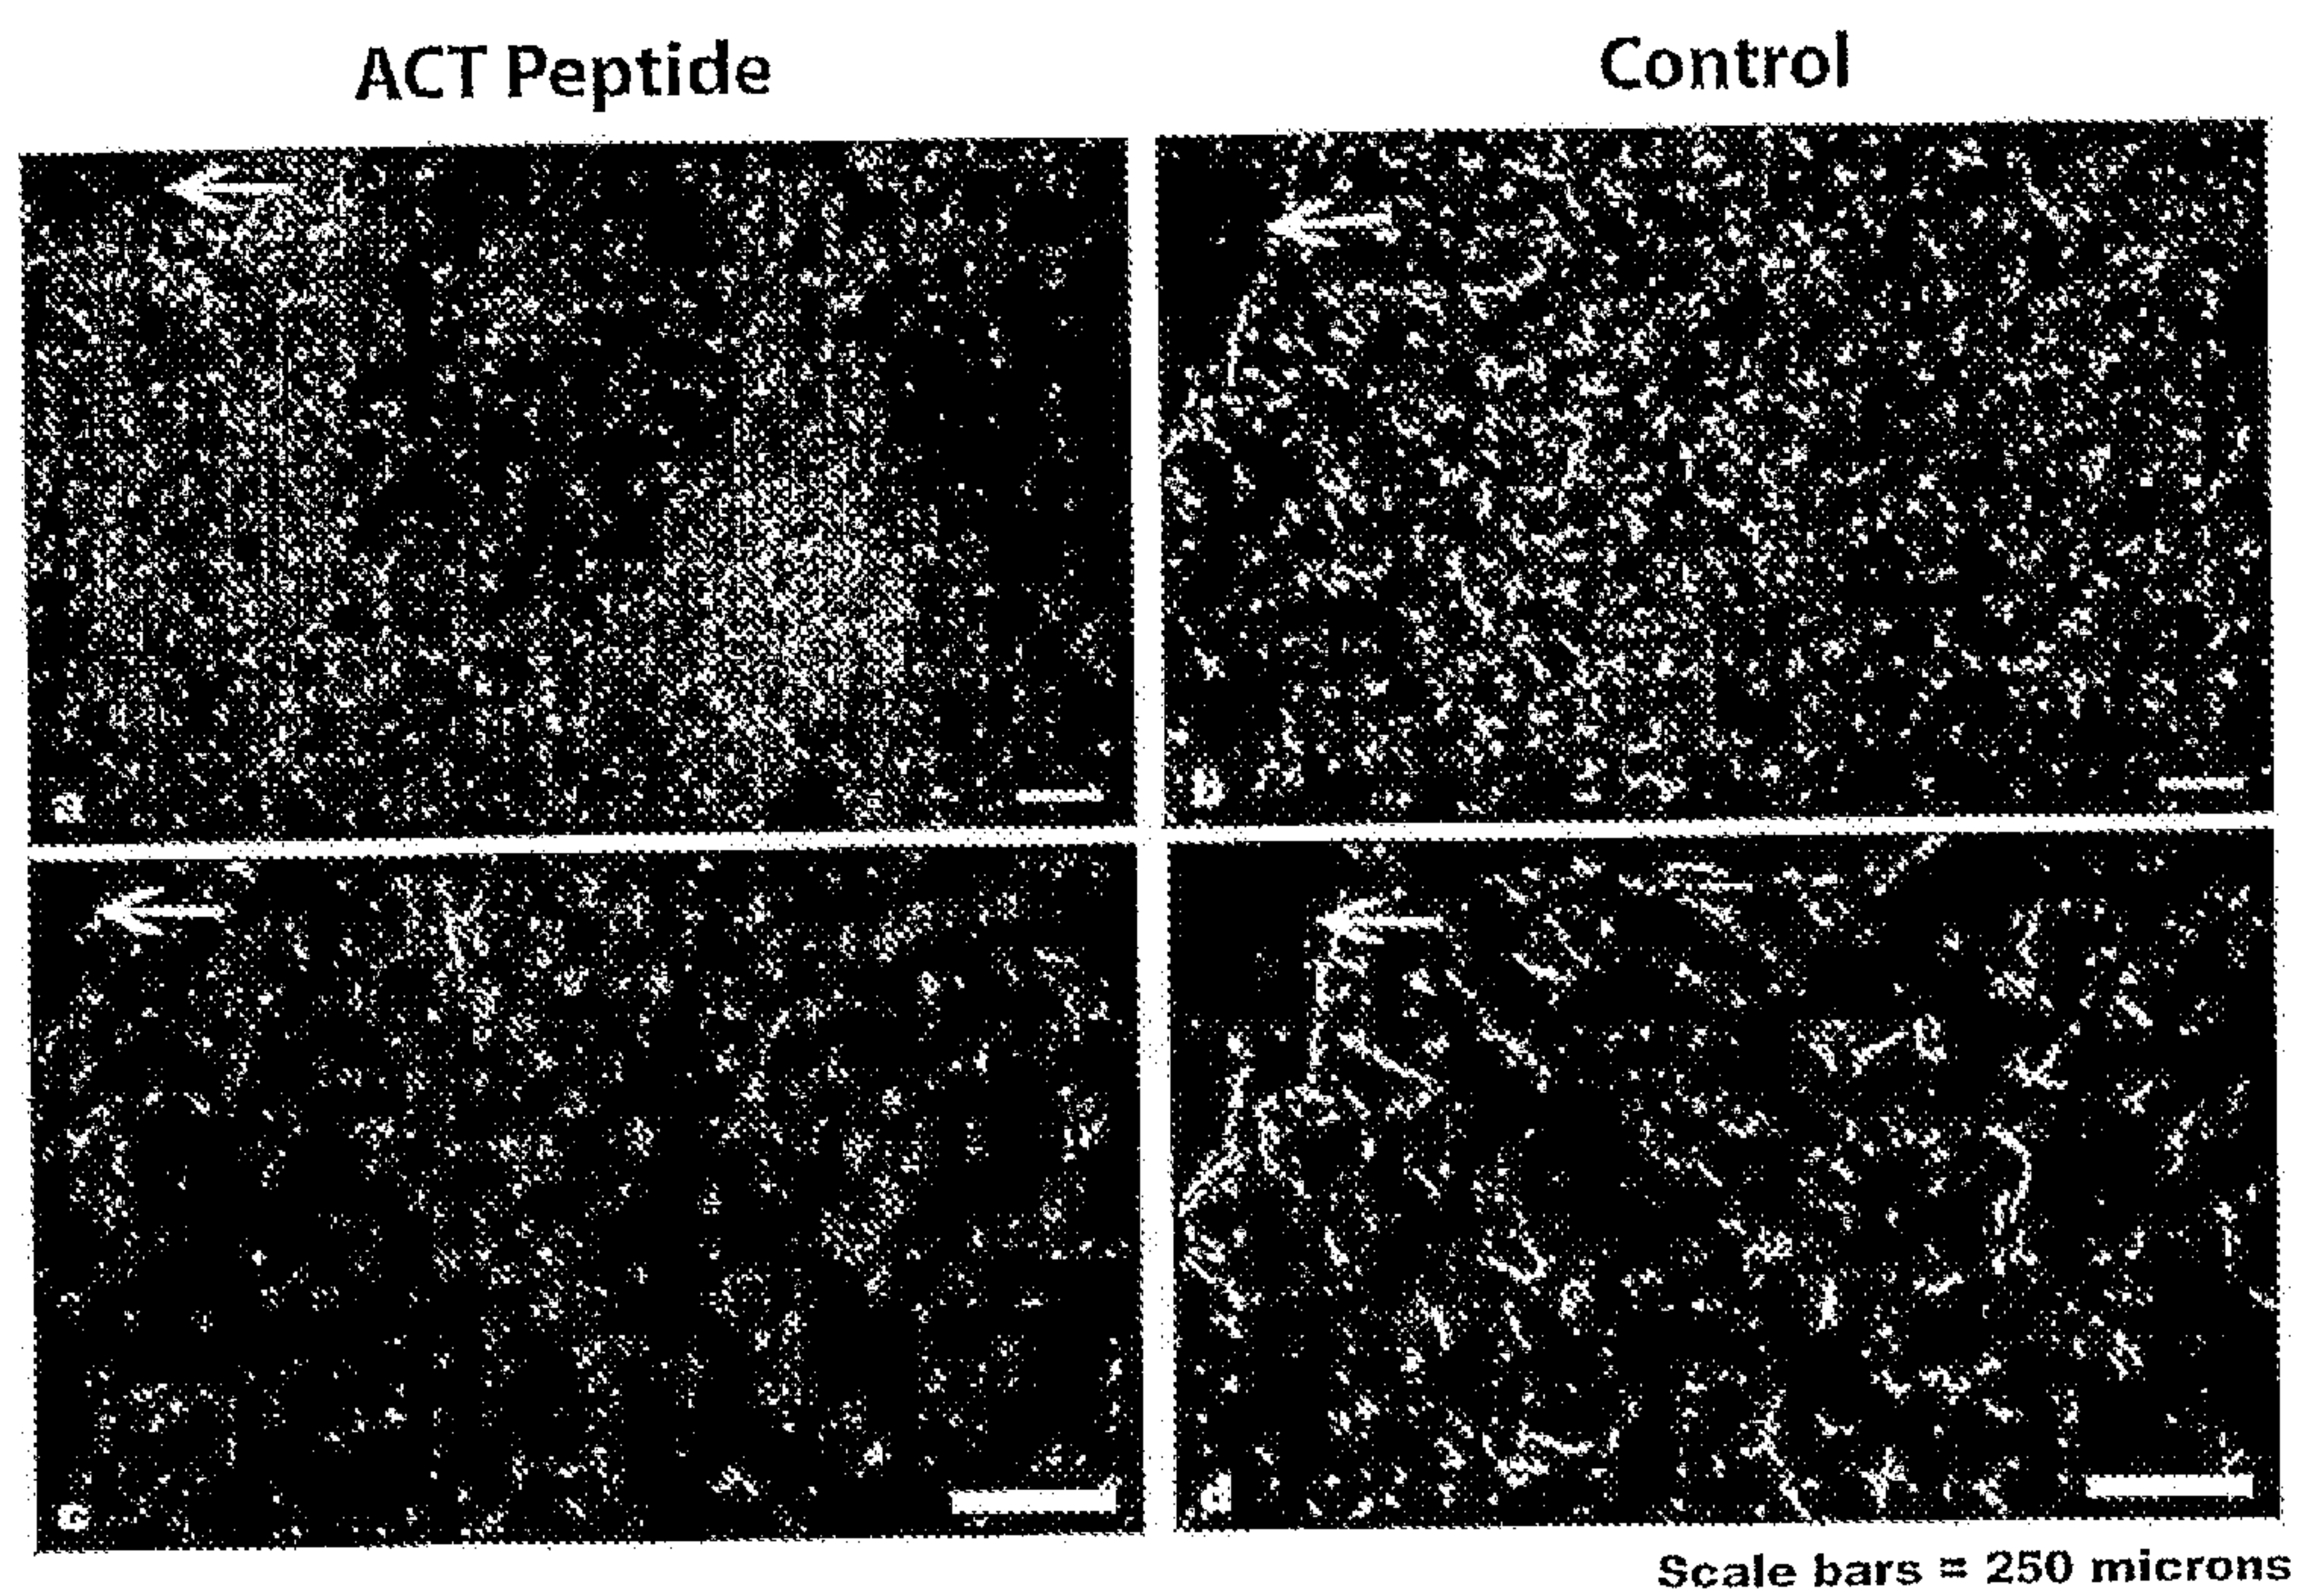 ACT Peptide
Control
a
b
c
d
Scale bars = 250 microns